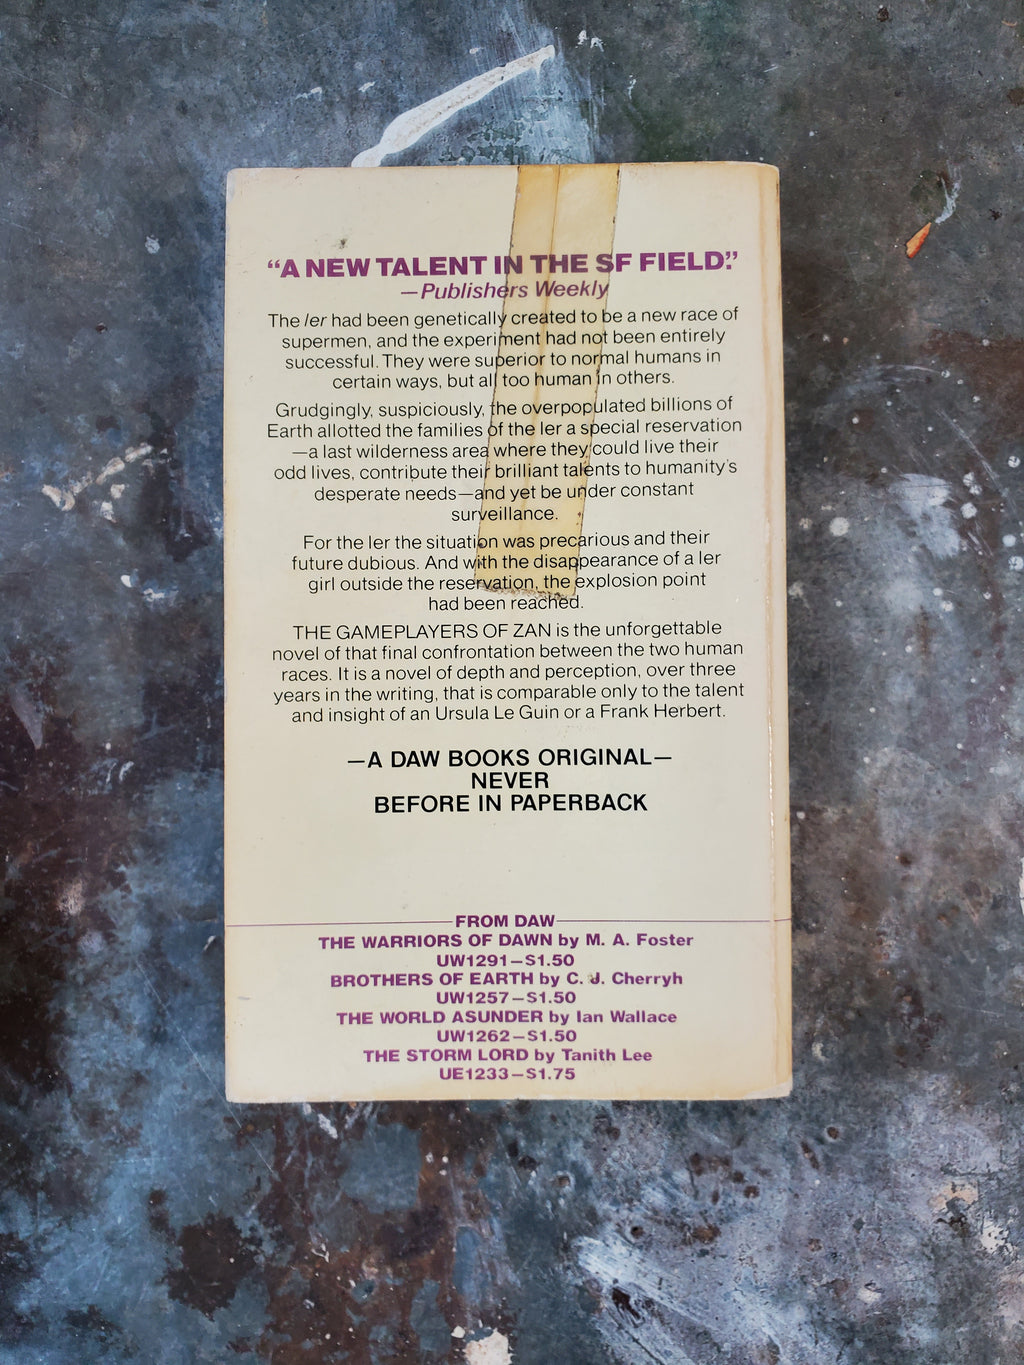 “A NEW TALENT IN THE SF FIELD.”
—Publishers Weekly
The ler had been genetically created to be a new race of
supermen, and the experiment had not been entirely
successful. They were superior to normal humans in
certain ways, but all too human in others.
Grudgingly, suspiciously, the overpopulated billions of
Earth allotted the families of the ler a special reservation
—a last wilderness area where they could live their
odd lives, contribute their brilliant talents to humanity's
desperate needs—and yet be under constant
surveillance.
For the ler the situation was precarious and their
future dubious. And with the disappearance of a ler
girl outside the reservation, the explosion point
had been reached.
THE GAMEPLAYERS OF ZAN is the unforgettable
novel of that final confrontation between the two human
races. It is a novel of depth and perception, over three
years in the writing, that is comparable only to the talent
and insight of an Ursula Le Guin or a Frank Herbert.
—A DAW BOOKS ORIGINAL—
NEVER
BEFORE IN PAPERBACK
FROM DAW
THE WARRIORS OF DAWN by M. A. Foster
UW1291—$1.50
BROTHERS OF EARTH by C. J. Cherryh
UW1257—$1.50
THE WORLD ASUNDER by Ian Wallace
UW1262—$1.50
THE STORM LORD by Tanith Lee
UE1233—$1.75